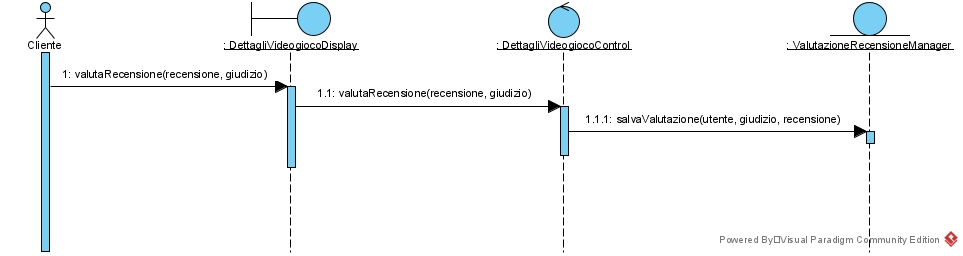 Cliente
: DettagliVideogiocoDisplay
: DettagliVideogiocoControl
: ValutazioneRecensioneManager
1: valutaRecensione(recensione, giudizio)
1.1: valutaRecensione(recensione, giudizio)
1.1.1: salvaValutazione(utente, giudizio, recensione)
Powered By Visual Paradigm Community Edition